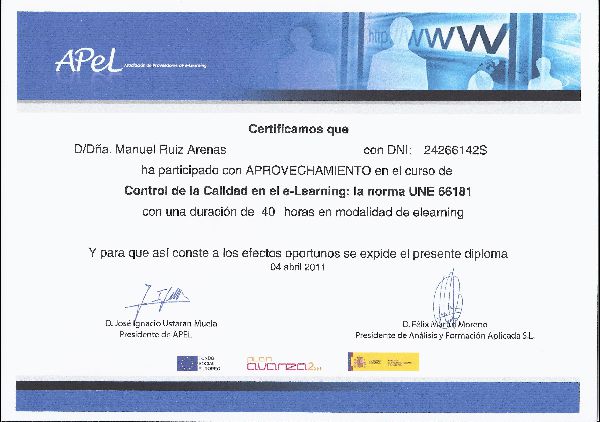 http www
APeL Asociación de Proveedores de e-Learning
Certificamos que
D/Dña. Manuel Ruiz Arenas con DNI: 24266142S
ha participado con APROVECHAMIENTO en el curso de
Control de la Calidad en el e-Learning: la norma UNE 66181
con una duración de 40 horas en modalidad de elearning
Y para que así conste a los efectos oportunos se expide el presente diploma
04 abril 2011
D. José Ignacio Ustaran Muela D. Félix Martín Moreno
Presidente de APEL Presidente de Análisis y Formación Aplicada S.L.
FONDO
SOCIAL
EUROPEO
plan
avanza2